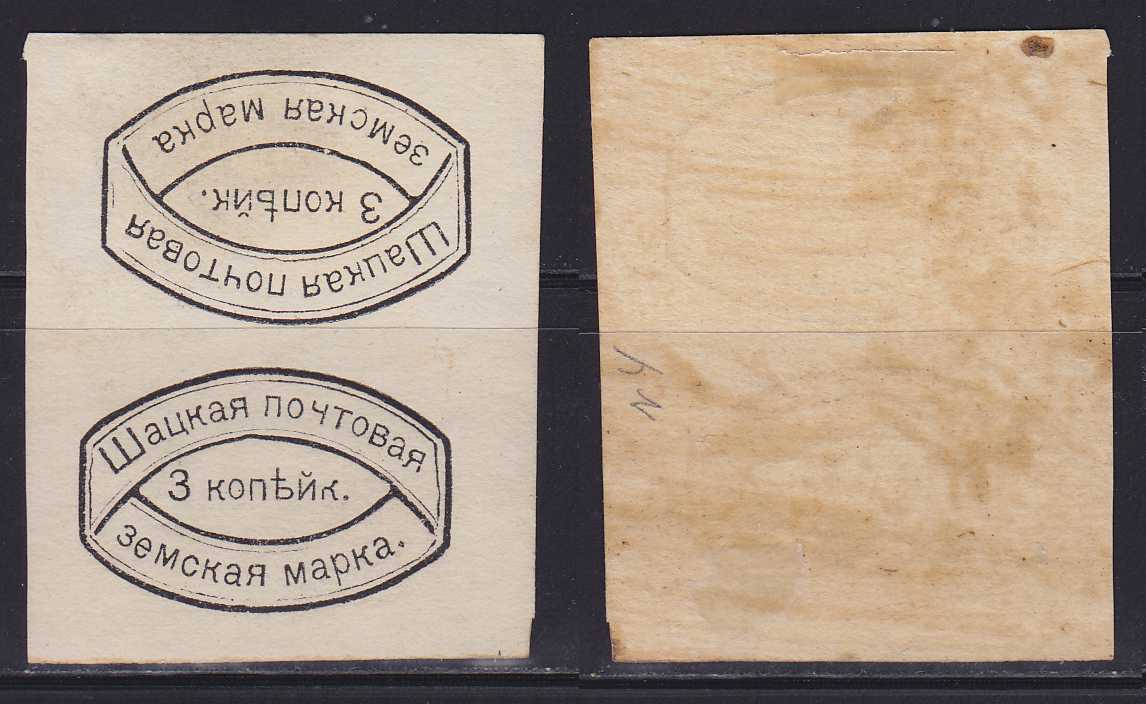 Шацкая почтовая
3 копѣйк.
земская марка
Шацкая почтовая
3 копѣйк.
земская марка.